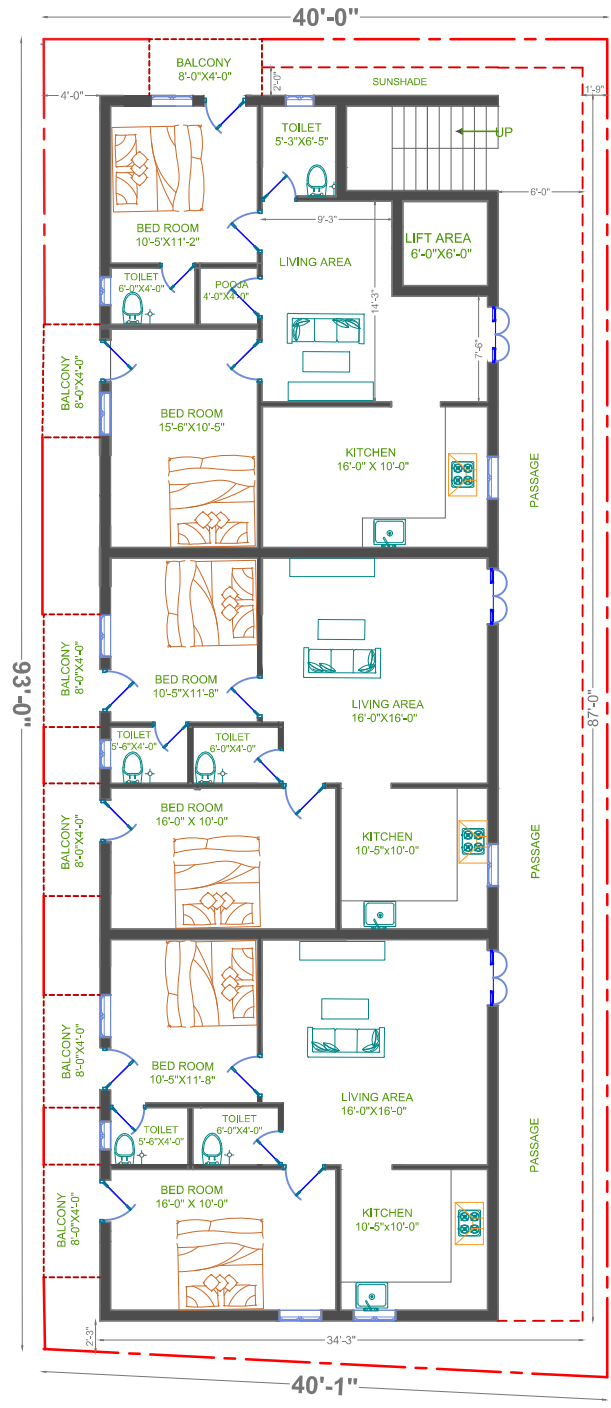 40'-0"
BALCONY
8'-0"X4'-0"
SUNSHADE
2'-0"
4'-0"
1'-9"
TOILET
5'-3"X6'-5"
UP
6'-0"
BED ROOM
10'-5"X11'-2"
9'-3"
LIVING AREA
LIFT AREA
6'-0"X6'-0"
TOILET
6'-0"X4'-0"
POOJA
4'-0"X4'-0"
14'-3"
7'-6"
BALCONY
8'-0"X4'-0"
BED ROOM
15'-6"X10'-5"
KITCHEN
16'-0" X 10'-0"
PASSAGE
BALCONY
8'-0"X4'-0"
BED ROOM
10'-5"X11'-8"
LIVING AREA
16'-0"X16'-0"
93'-0"
87'-0"
TOILET
5'-6"X4'-0"
TOILET
6'-0"X4'-0"
BALCONY
8'-0"X4'-0"
BED ROOM
16'-0" X 10'-0"
KITCHEN
10'-5"x10'-0"
PASSAGE
BALCONY
8'-0"X4'-0"
BED ROOM
10'-5"X11'-8"
LIVING AREA
16'-0"X16'-0"
TOILET
5'-6"X4'-0"
TOILET
6'-0"X4'-0"
PASSAGE
BALCONY
8'-0"X4'-0"
BED ROOM
16'-0" X 10'-0"
KITCHEN
10'-5"x10'-0"
2'-3"
34'-3"
40'-1"